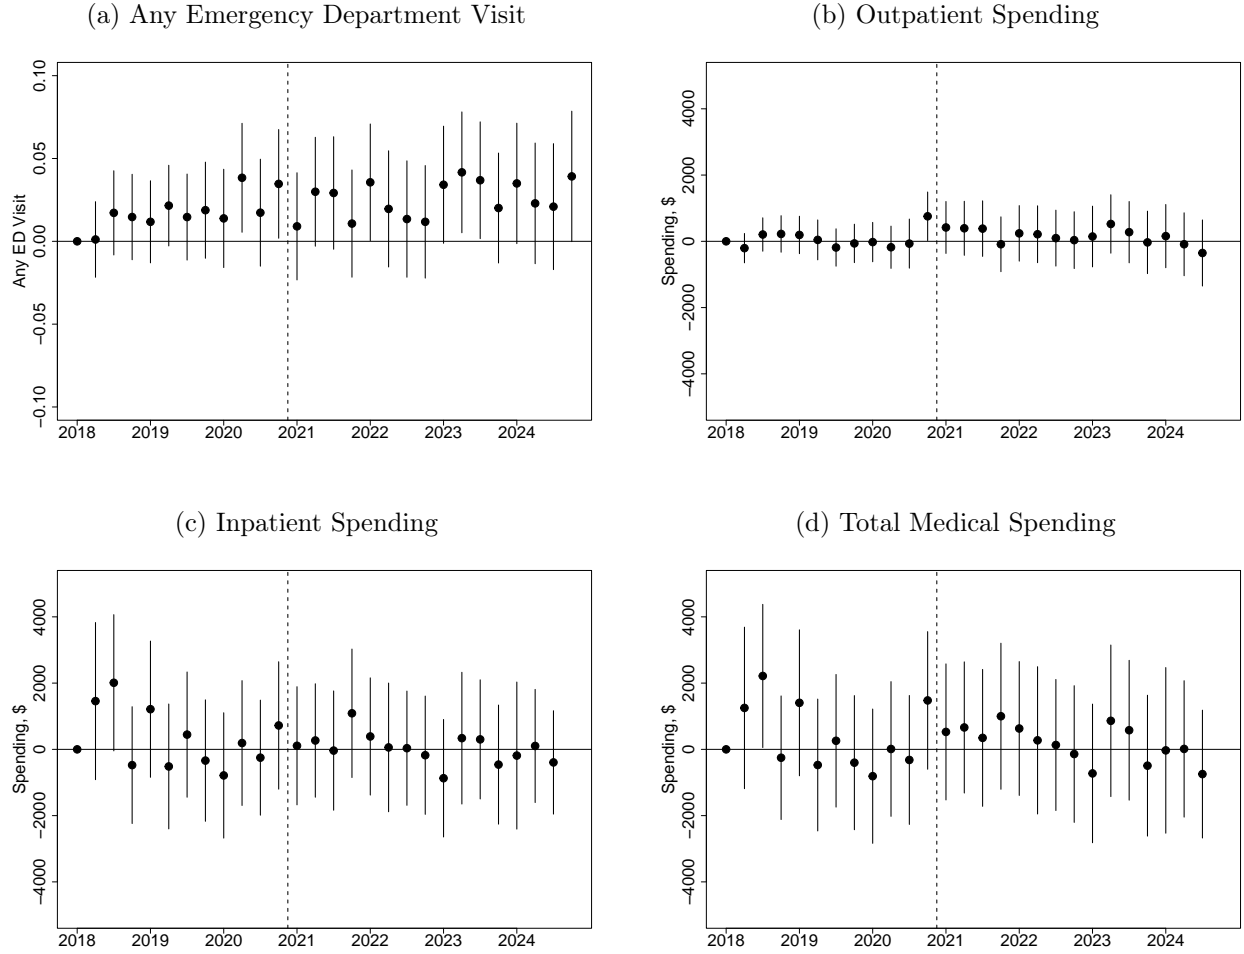 (a) Any Emergency Department Visit
(b) Outpatient Spending
Any ED Visit
0.10
0.05
0.00
−0.05
−0.10
2018 2019 2020 2021 2022 2023 2024
Spending, $
4000
2000
0
−2000
−4000
2018 2019 2020 2021 2022 2023 2024
(c) Inpatient Spending
(d) Total Medical Spending
Spending, $
4000
2000
0
−2000
−4000
2018 2019 2020 2021 2022 2023 2024
Spending, $
4000
2000
0
−2000
−4000
2018 2019 2020 2021 2022 2023 2024